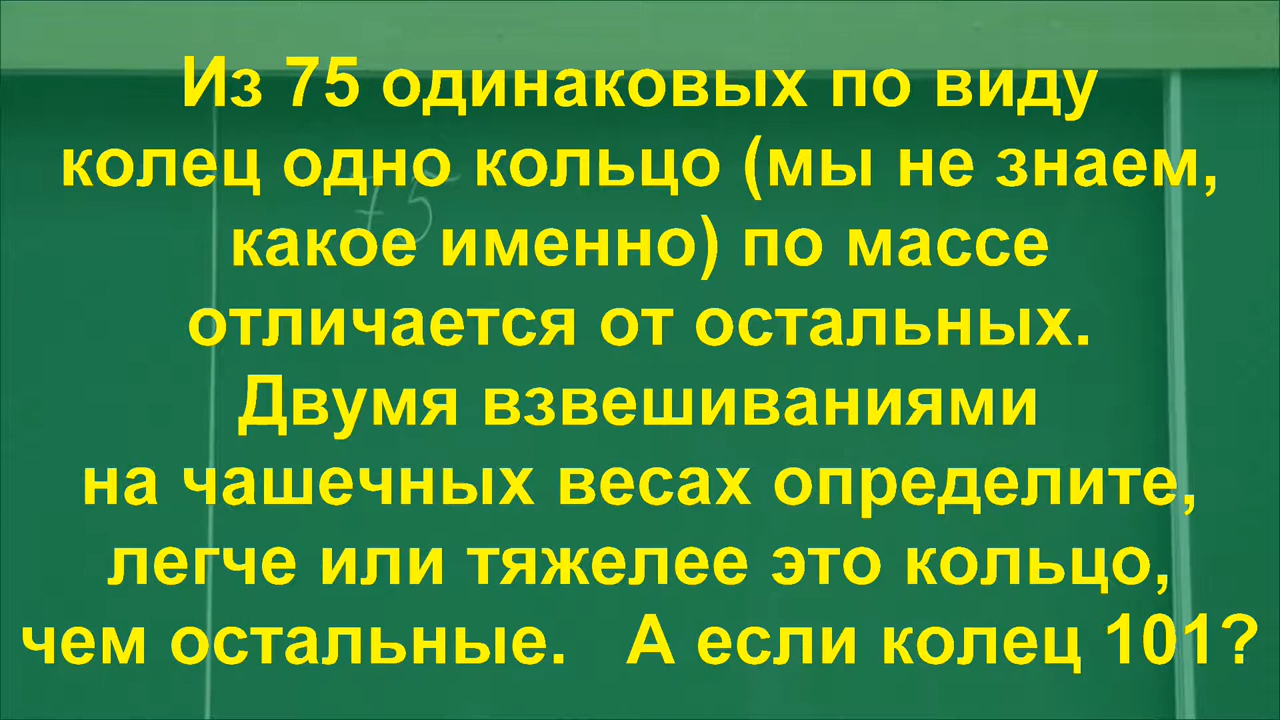 Из 75 одинаковых по виду
колец одно кольцо (мы не знаем,
какое именно) по массе
отличается от остальных.
Двумя взвешиваниями
на чашечных весах определите,
легче или тяжелее это кольцо,
чем остальные. А если колец 101?
75